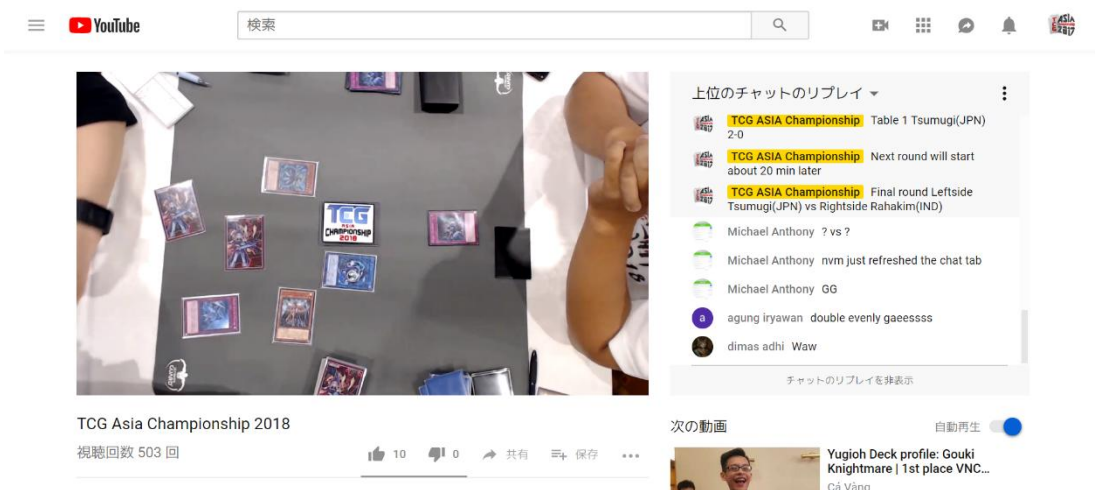 YouTube
検索
TCG
ASIA
CHAMPIONSHIP
2018
上位のチャットのリプレイ
TCG ASIA Championship Table 1 Tsumugi(JPN)
2-0
TCG ASIA Championship Next round will start
about 20 min later
TCG ASIA Championship Final round Leftside
Tsumugi(JPN) vs Rightside Rahakim(IND)
Michael Anthony ? vs ?
Michael Anthony nvm just refreshed the chat tab
Michael Anthony GG
a agung iryawan double evenly gaeessss
dimas adhi Waw
チャットのリプレイを非表示
TCG Asia Championship 2018
視聴回数 503 回
10 0 共有 保存
次の動画
自動再生
Yugioh Deck profile: Gouki
Knightmare | 1st place VNC...
Cá Vàng